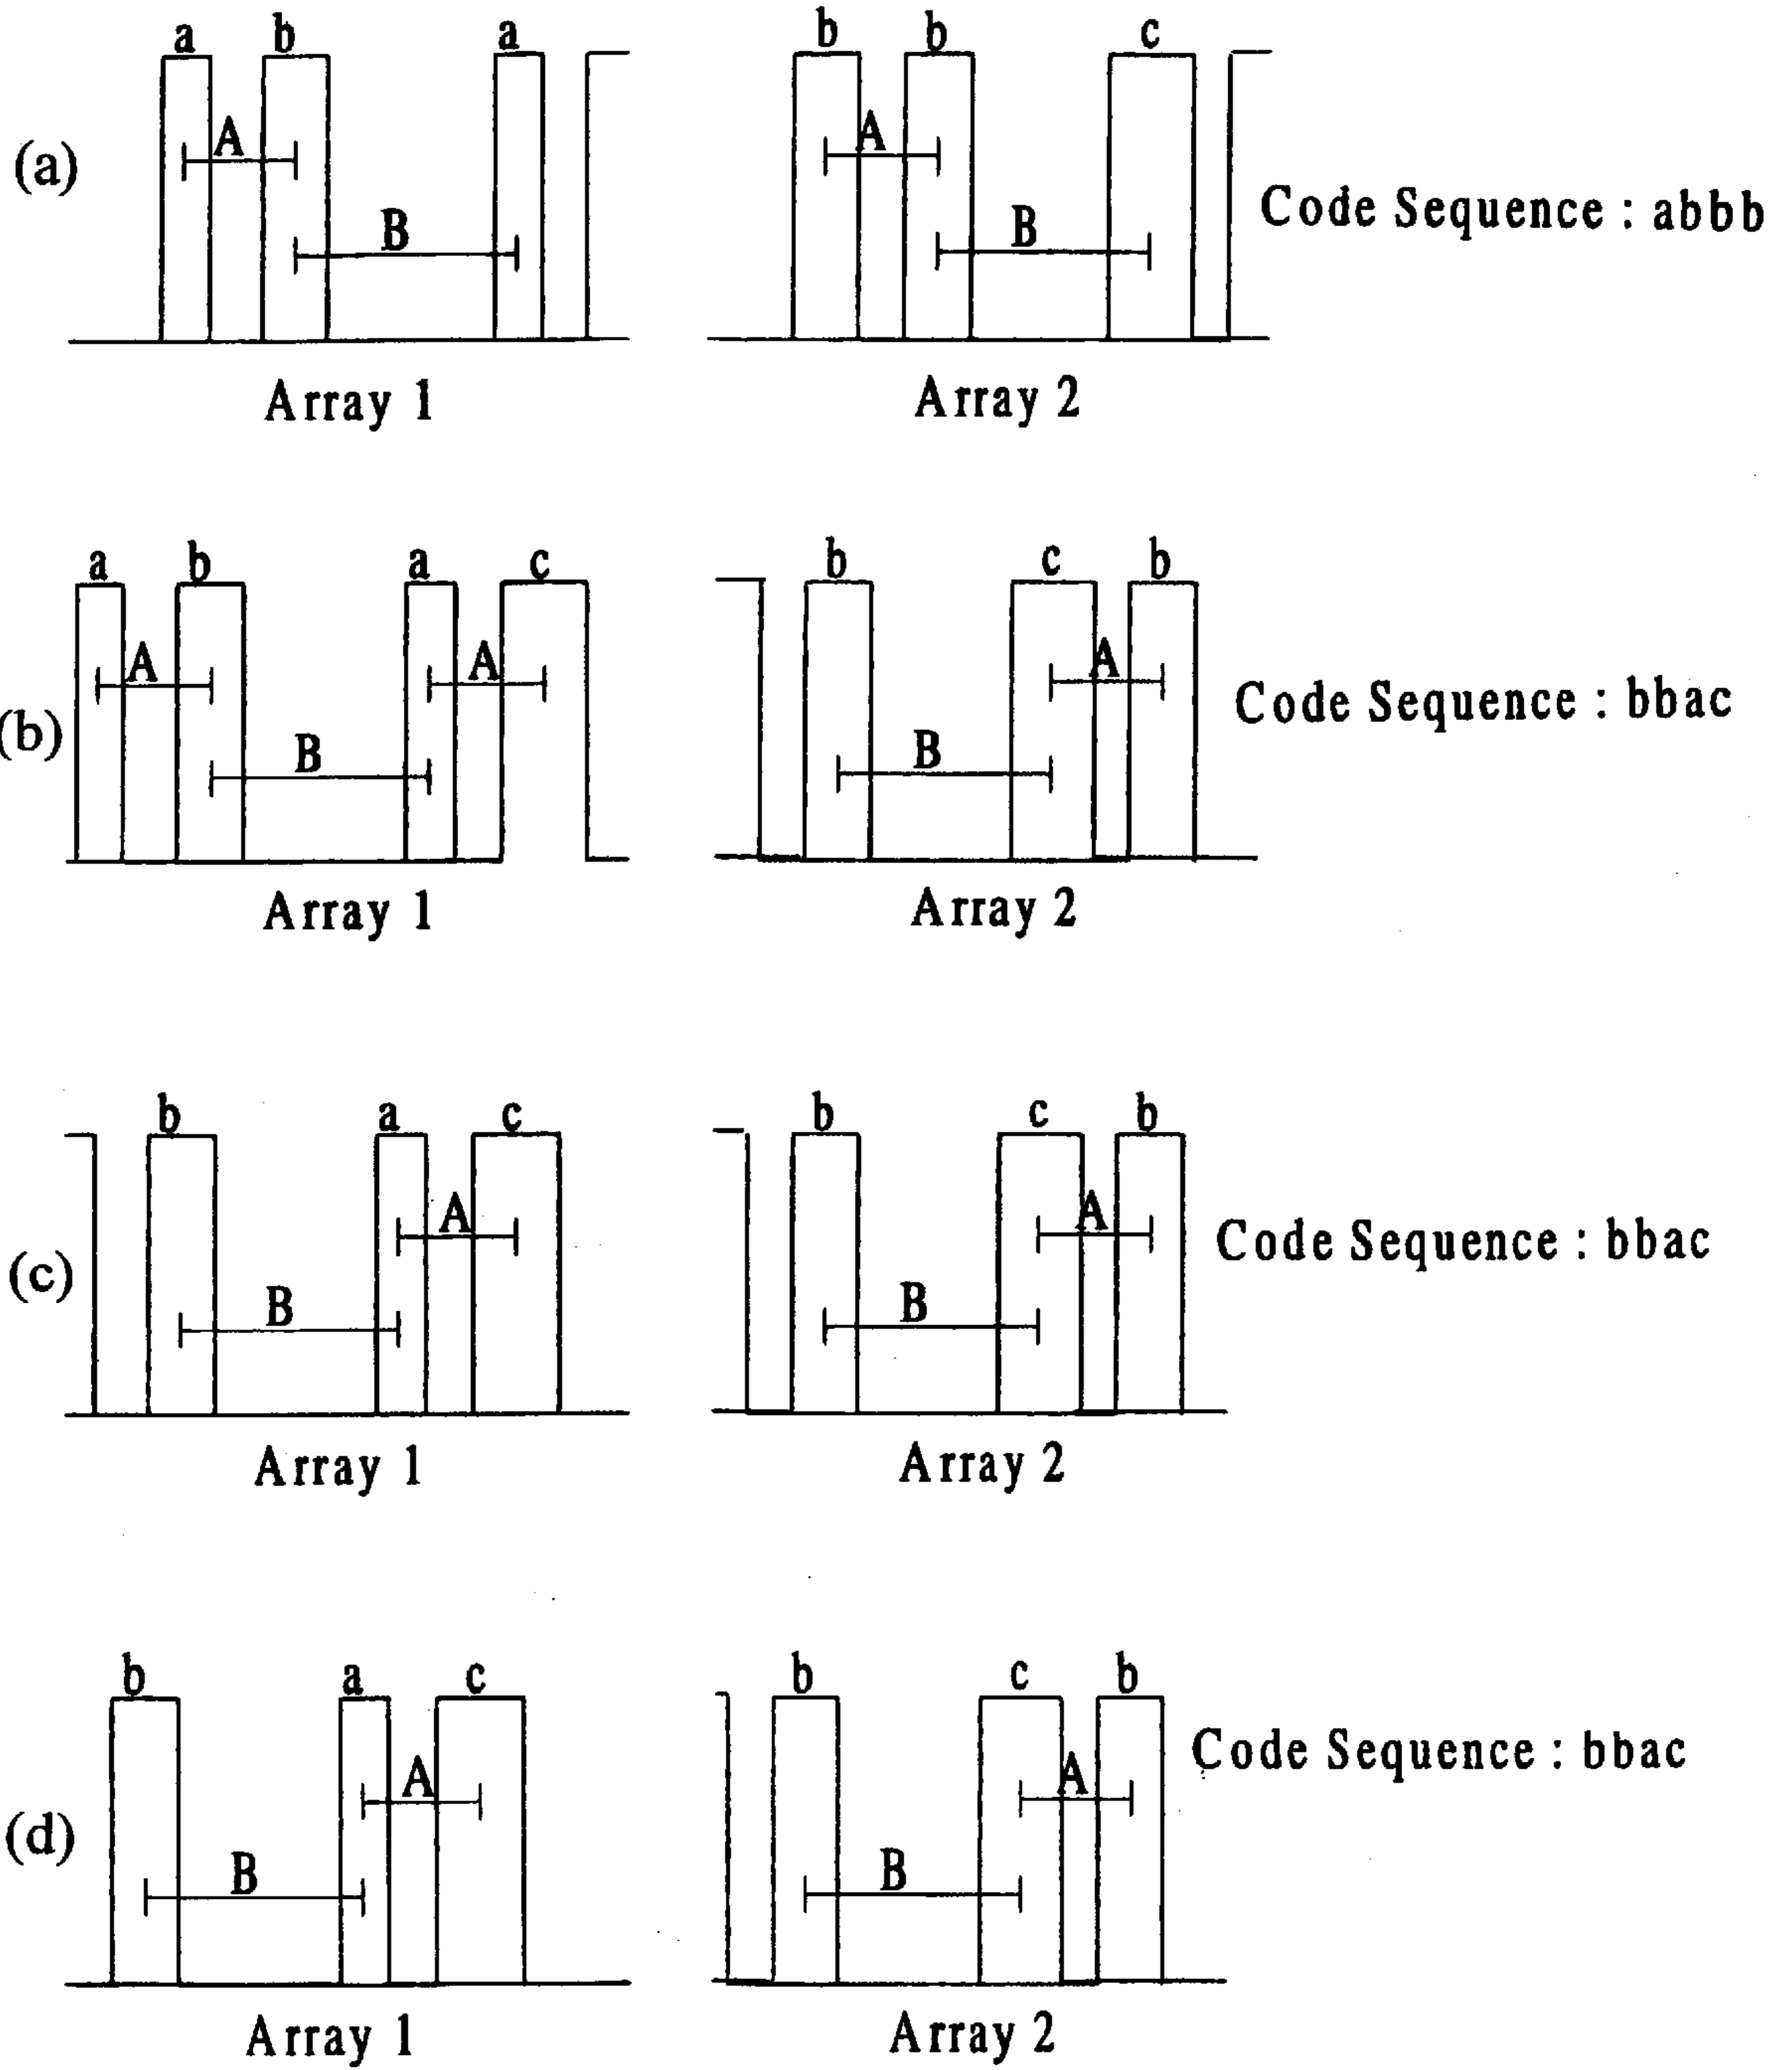 a b a b b c
A A
(a)
B B
Code Sequence : abbb
Array 1 Array 2
a b a c b c b
A A A
(b)
B B
Code Sequence : bbac
Array 1 Array 2
b a c b c b
A A
(c)
B B
Code Sequence : bbac
Array 1 Array 2
b a c b c b
A A
(d)
B B
Code Sequence : bbac
Array 1 Array 2